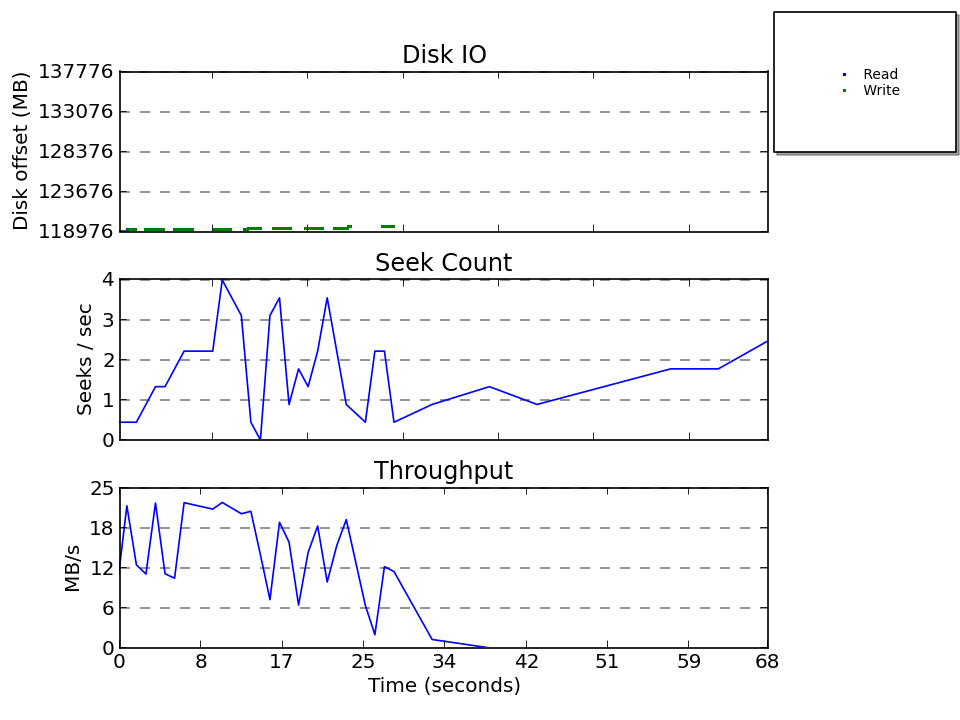 Disk IO
Read
Write
Disk offset (MB)
137776
133076
128376
123676
118976
Seek Count
Seeks / sec
4
3
2
1
0
Throughput
MB/s
25
18
12
6
0
0 8 17 25 34 42 51 59 68
Time (seconds)